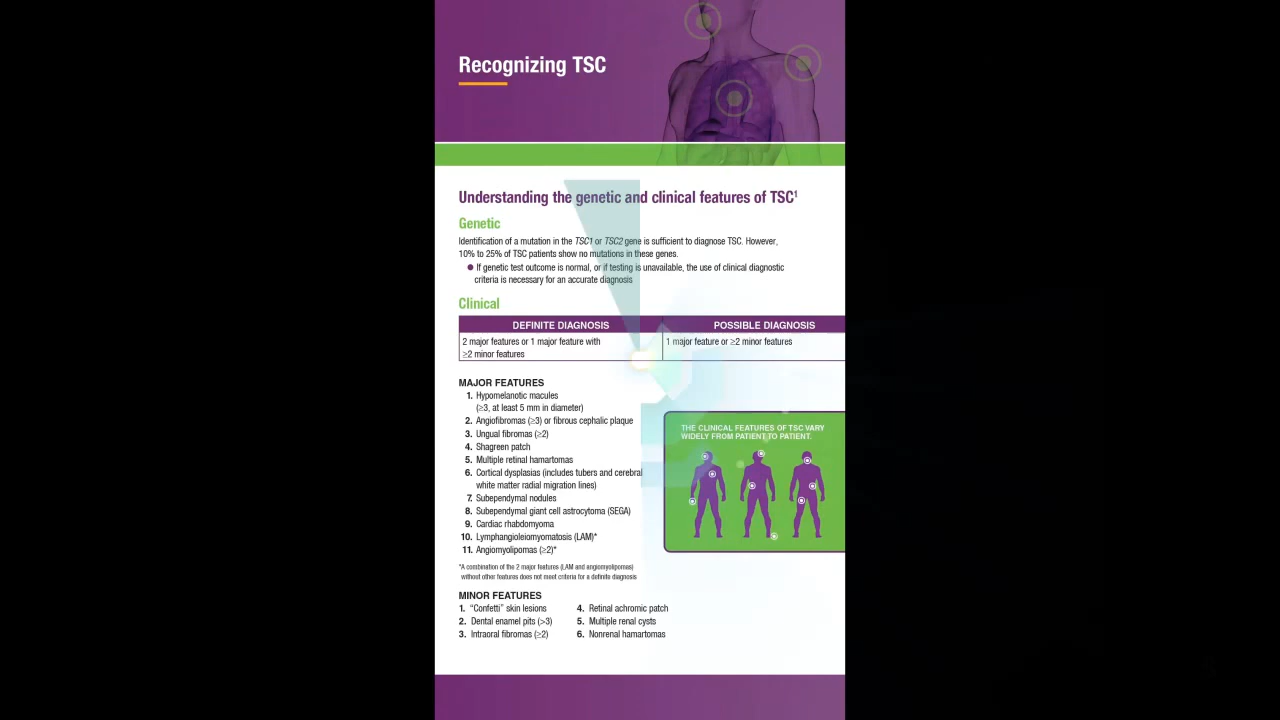 Recognizing TSC
Understanding the genetic and clinical features of TSC¹
Genetic
Identification of a mutation in the TSC1 or TSC2 gene is sufficient to diagnose TSC. However,
10% to 25% of TSC patients show no mutations in these genes.
● If genetic test outcome is normal, or if testing is unavailable, the use of clinical diagnostic
criteria is necessary for an accurate diagnosis
Clinical
DEFINITE DIAGNOSIS
POSSIBLE DIAGNOSIS
2 major features or 1 major feature with
≥2 minor features
1 major feature or ≥2 minor features
MAJOR FEATURES
1. Hypomelanotic macules
(≥3, at least 5 mm in diameter)
2. Angiofibromas (≥3) or fibrous cephalic plaque
3. Ungual fibromas (≥2)
4. Shagreen patch
5. Multiple retinal hamartomas
6. Cortical dysplasias (includes tubers and cerebral
white matter radial migration lines)
7. Subependymal nodules
8. Subependymal giant cell astrocytoma (SEGA)
9. Cardiac rhabdomyoma
10. Lymphangioleiomyomatosis (LAM)*
11. Angiomyolipomas (≥2)*
THE CLINICAL FEATURES OF TSC VARY
WIDELY FROM PATIENT TO PATIENT.
*A combination of the 2 major features (LAM and angiomyolipomas)
without other features does not meet criteria for a definite diagnosis
MINOR FEATURES
1. “Confetti” skin lesions
2. Dental enamel pits (>3)
3. Intraoral fibromas (≥2)
4. Retinal achromic patch
5. Multiple renal cysts
6. Nonrenal hamartomas